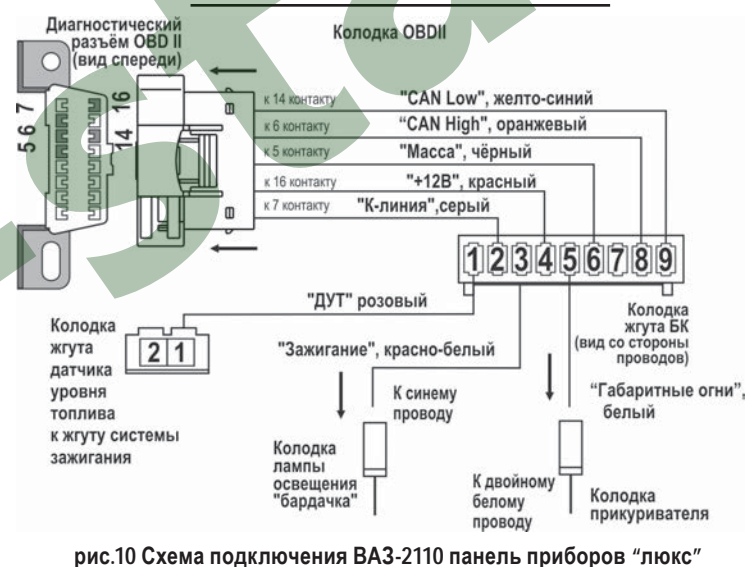 Диагностический
разъём OBD II
(вид спереди)
Колодка OBDII
7
6
5
16
14
к 14 контакту "CAN Low", желто-синий
к 6 контакту “CAN High", оранжевый
к 5 контакту "Масса", чёрный
к 16 контакту "+12В", красный
к 7 контакту "К-линия",серый
1 2 3 4 5 6 7 8 9
Колодка
жгута БК
(вид со стороны
проводов)
"ДУТ" розовый
2 1
Колодка
жгута
датчика
уровня
топлива
к жгуту системы
зажигания
"Зажигание", красно-белый
К синему
проводу
Колодка
лампы
освещения
"бардачка"
“Габаритные огни”,
белый
К двойному
белому
проводу
Колодка
прикуривателя
рис.10 Схема подключения ВАЗ-2110 панель приборов “люкс”